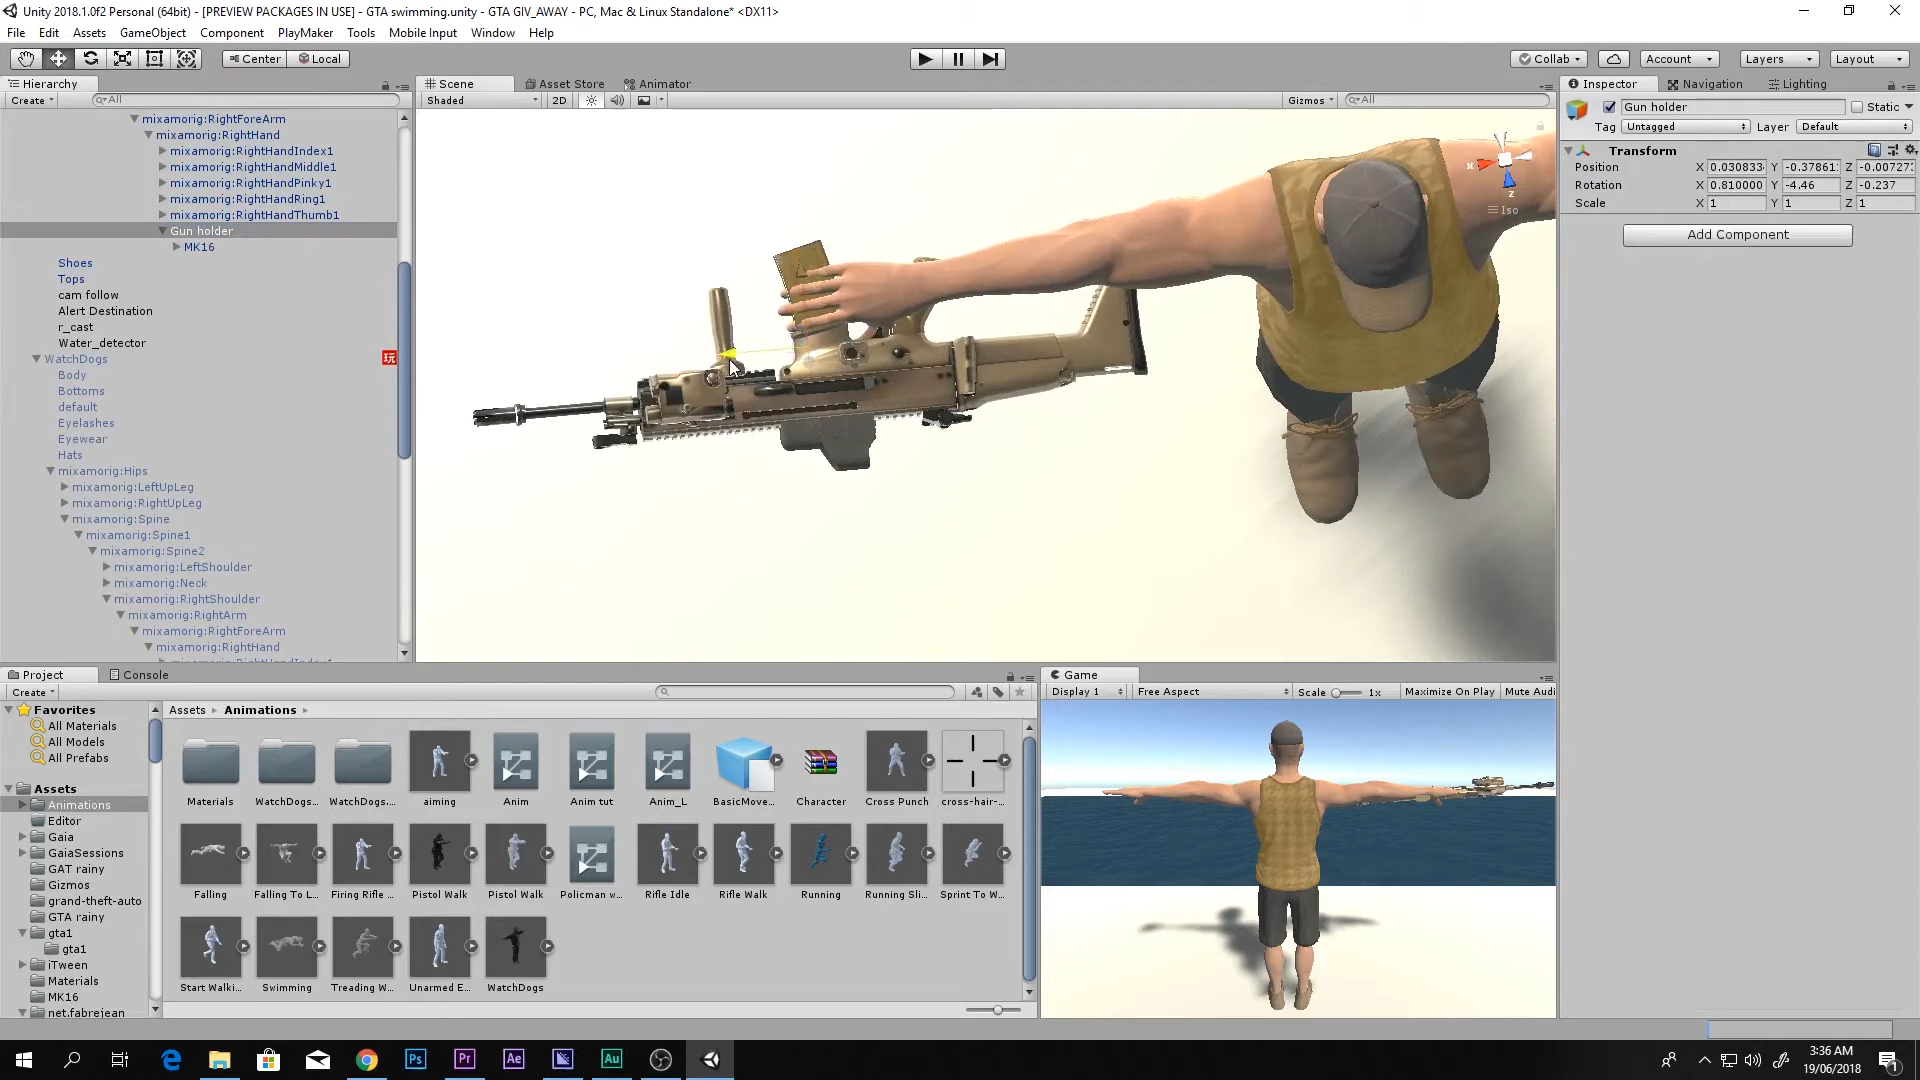 Unity 2018.1.0f2 Personal (64bit) - [PREVIEW PACKAGES IN USE] - GTA swimming.unity - GTA GIV_AWAY - PC, Mac & Linux Standalone* <DX11>
File Edit Assets GameObject Component PlayMaker Tools Mobile Input Window Help
Center Local Collab Account Layers Layout
Hierarchy Scene Asset Store Animator Inspector Navigation Lighting
Create All Shaded 2D Gizmos All Gun holder Static
Tag Untagged Layer Default
Transform
Position X 0.030833 Y -0.37861 Z -0.00727
Rotation X 0.810000 Y -4.46 Z -0.237
Scale X 1 Y 1 Z 1
Add Component
mixamorig:RightForeArm
mixamorig:RightHand
mixamorig:RightHandIndex1
mixamorig:RightHandMiddle1
mixamorig:RightHandPinky1
mixamorig:RightHandRing1
mixamorig:RightHandThumb1
Gun holder
MK16
Shoes
Tops
cam follow
Alert Destination
r_cast
Water_detector
WatchDogs 玩
Body
Bottoms
default
Eyelashes
Eyewear
Hats
mixamorig:Hips
mixamorig:LeftUpLeg
mixamorig:RightUpLeg
mixamorig:Spine
mixamorig:Spine1
mixamorig:Spine2
mixamorig:LeftShoulder
mixamorig:Neck
mixamorig:RightShoulder
mixamorig:RightArm
mixamorig:RightForeArm
mixamorig:RightHand
mixamorig:RightHandIndex1
x
z
Iso
Project Console
Create
Favorites
All Materials
All Models
All Prefabs
Assets
Animations
Editor
Gaia
GaiaSessions
GAT rainy
Gizmos
grand-theft-auto
GTA rainy
gta1
gta1
iTween
Materials
MK16
net.fabrejean
Assets Animations
Materials WatchDogs.. WatchDogs.... aiming Anim Anim tut Anim_L BasicMove... Character Cross Punch cross-hair-...
Falling Falling To L... Firing Rifle ... Pistol Walk Pistol Walk Policman w... Rifle Idle Rifle Walk Running Running Sli... Sprint To W...
Start Walki... Swimming Treading W... Unarmed E... WatchDogs
Game
Display 1 Free Aspect Scale 1x Maximize On Play Mute Audi
Ps Pr Ae Au
3:36 AM
19/06/2018
1